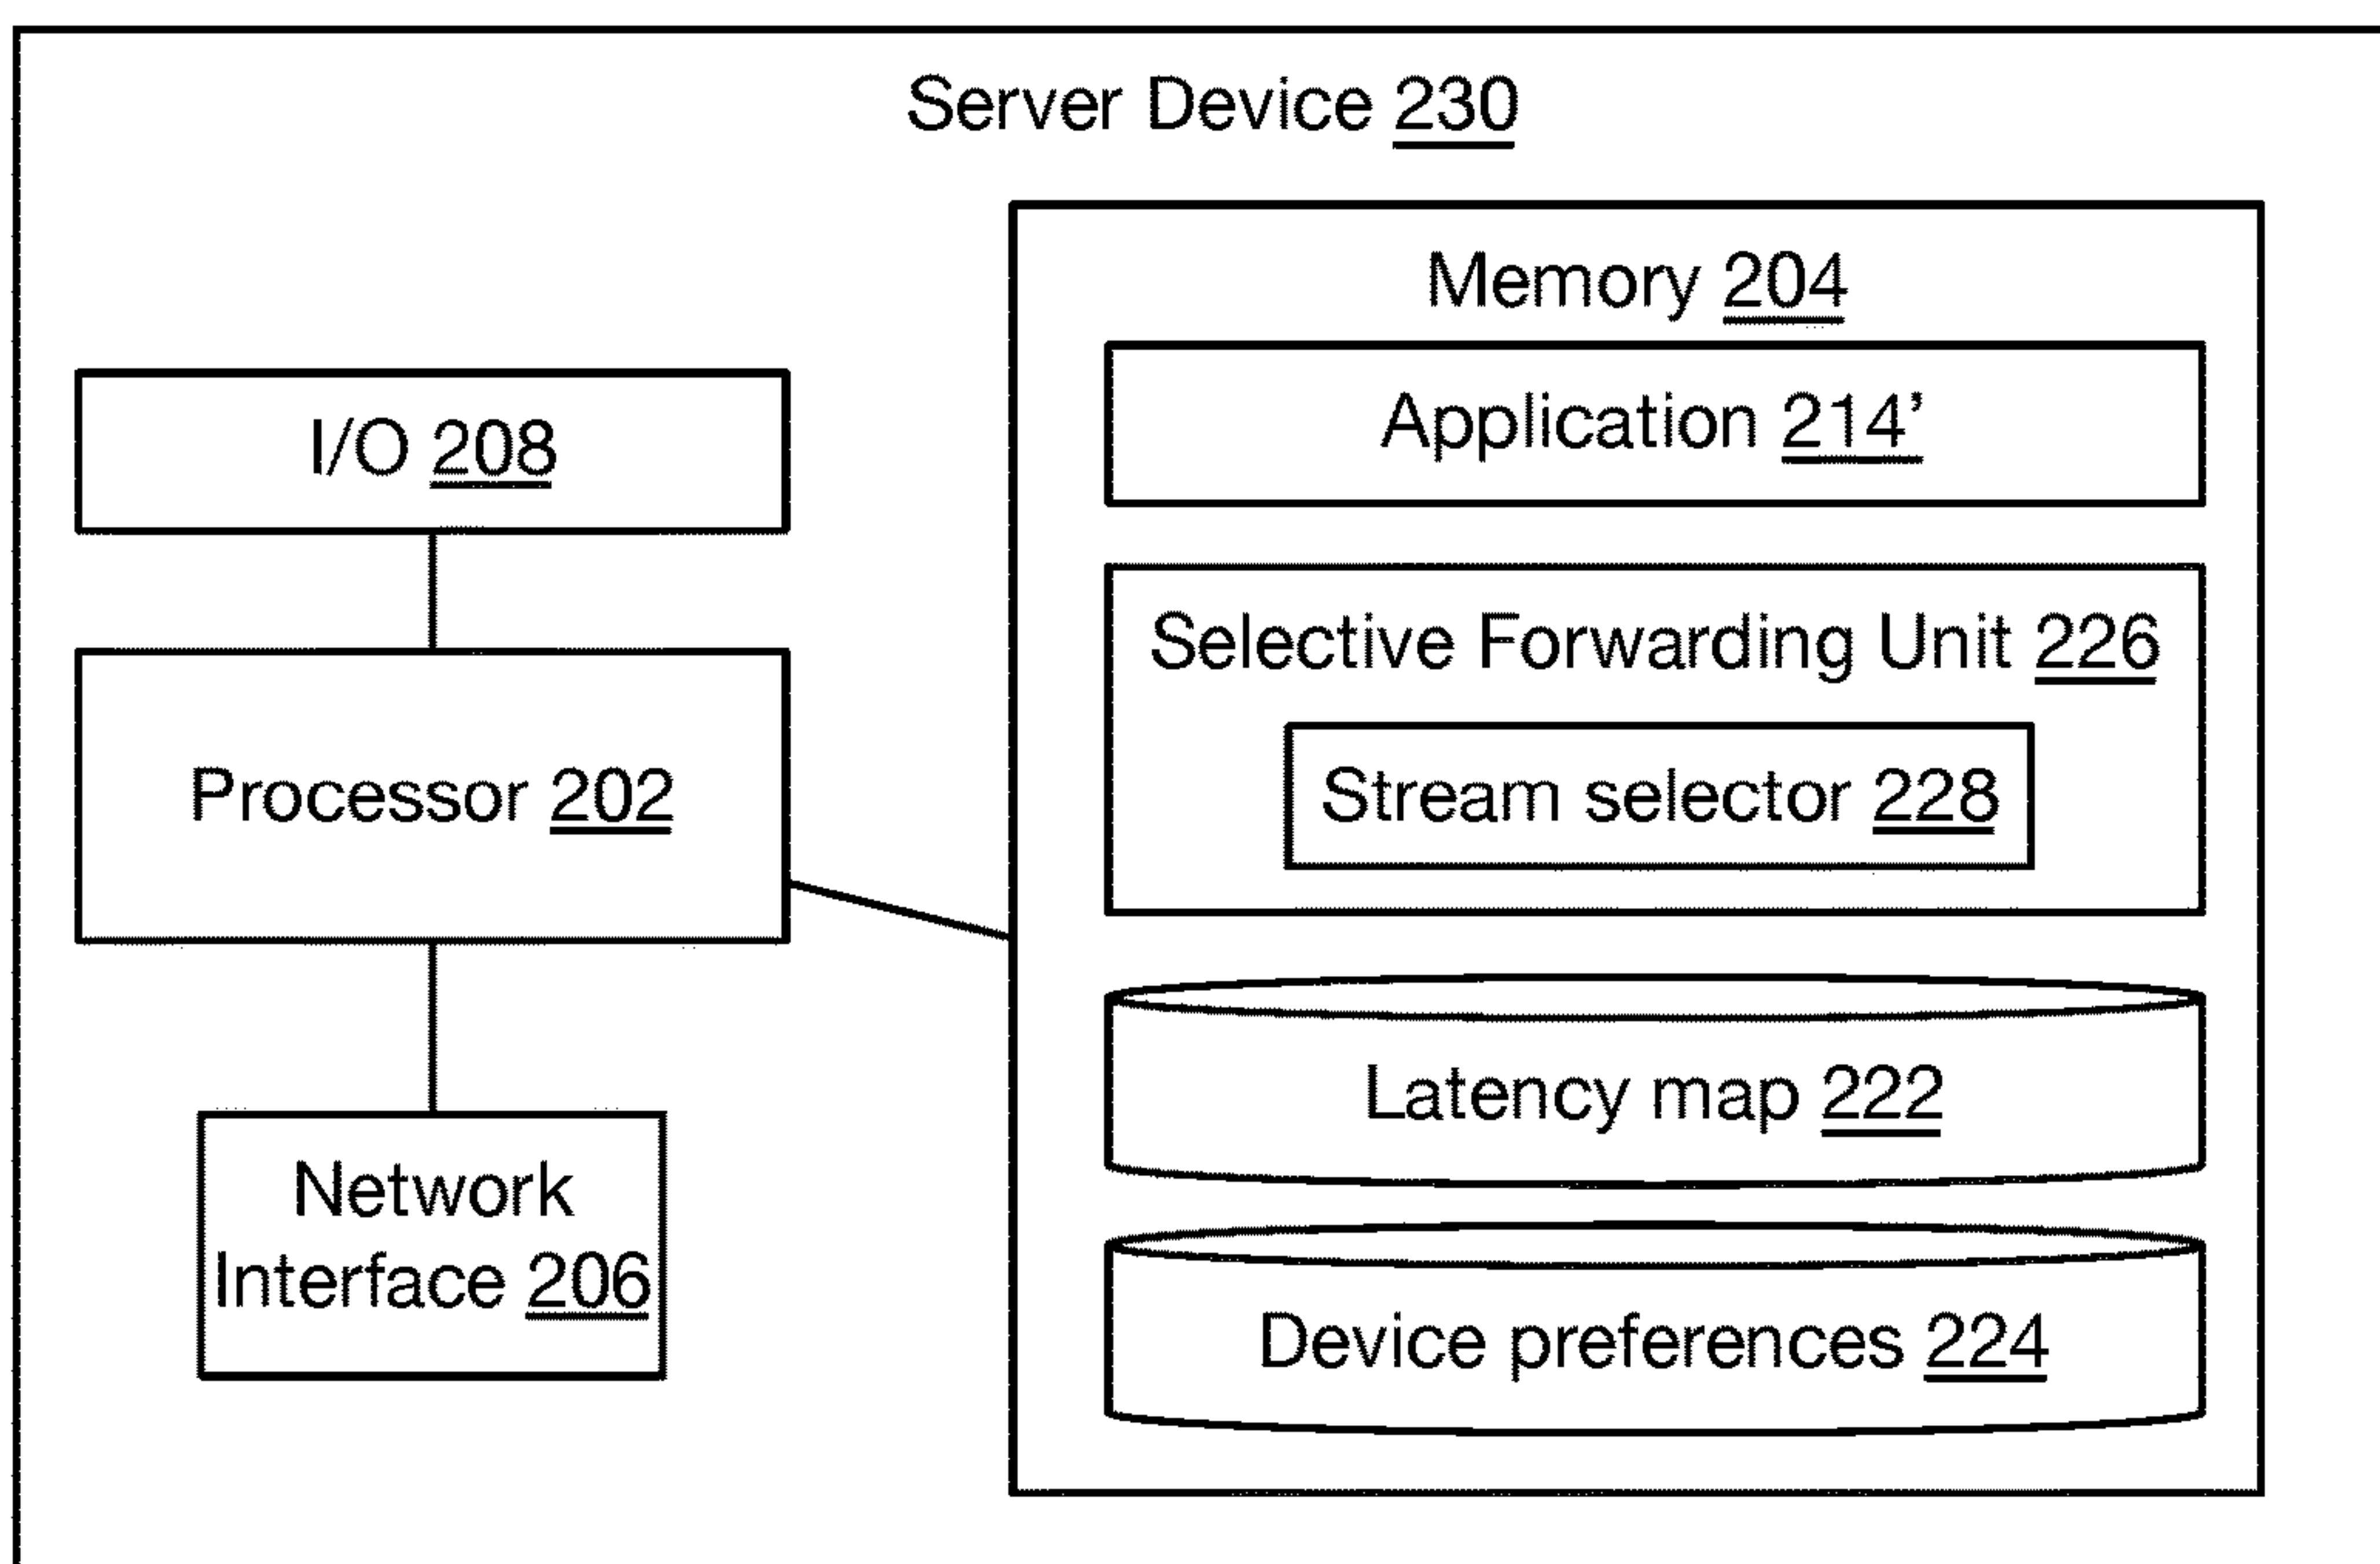 Server Device 230
I/O 208
Processor 202
Network
Interface 206
Memory 204
Application 214’
Selective Forwarding Unit 226
Stream selector 228
Latency map 222
Device preferences 224